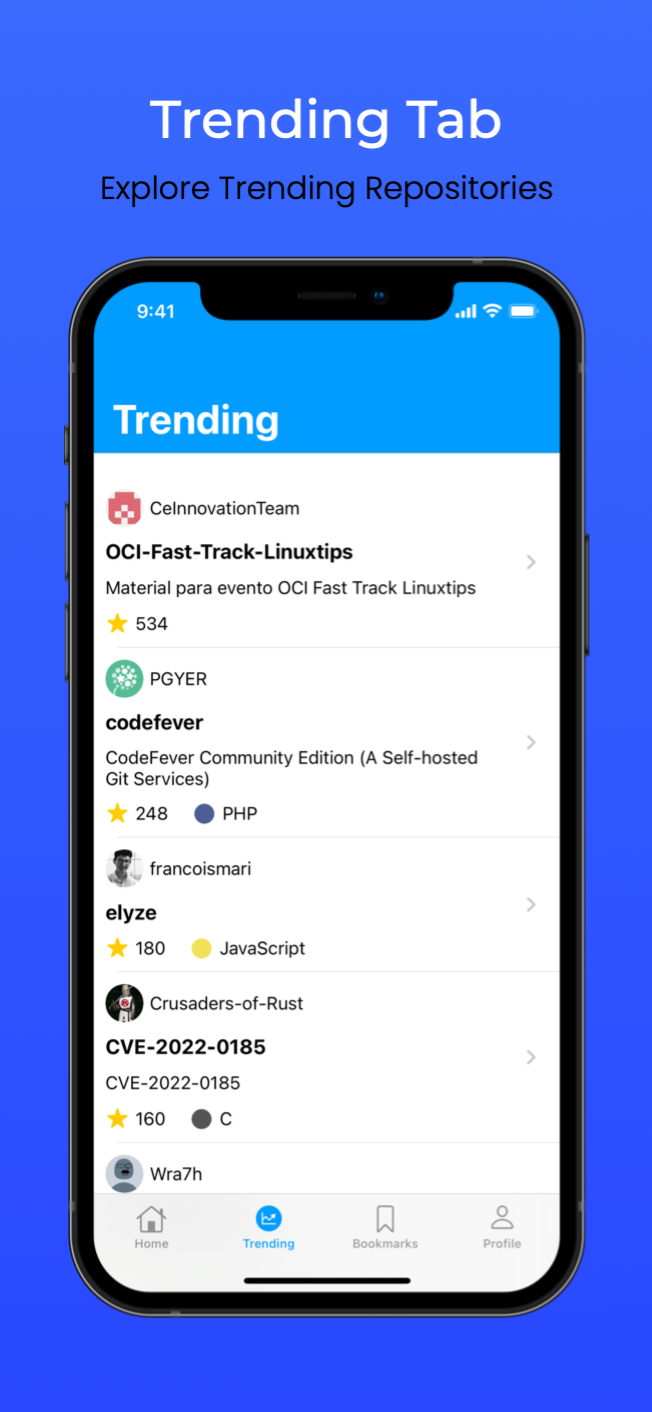 Trending Tab
Explore Trending Repositories
9:41
Trending
CeInnovationTeam
OCI-Fast-Track-Linuxtips
Material para evento OCI Fast Track Linuxtips
534
PGYER
codefever
CodeFever Community Edition (A Self-hosted
Git Services)
248 PHP
francoismari
elyze
180 JavaScript
Crusaders-of-Rust
CVE-2022-0185
CVE-2022-0185
160 C
Wra7h
Home Trending Bookmarks Profile